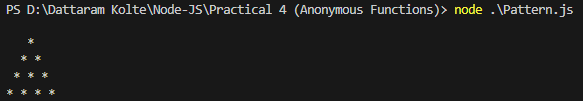 PS D:\Dattaram Kolte\Node-JS\Practical 4 (Anonymous Functions)> node .\Pattern.js
   *
  * *
 * * *
* * * *